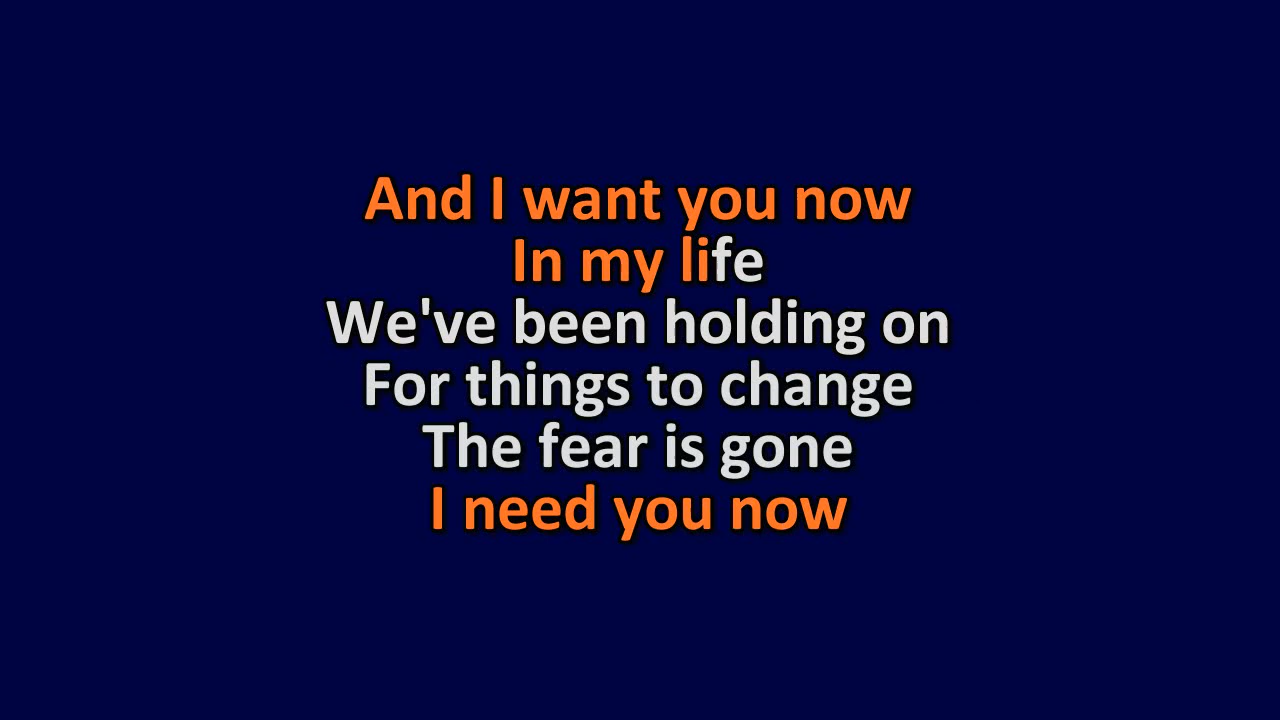 And I want you now
In my life
We've been holding on
For things to change
The fear is gone
I need you now